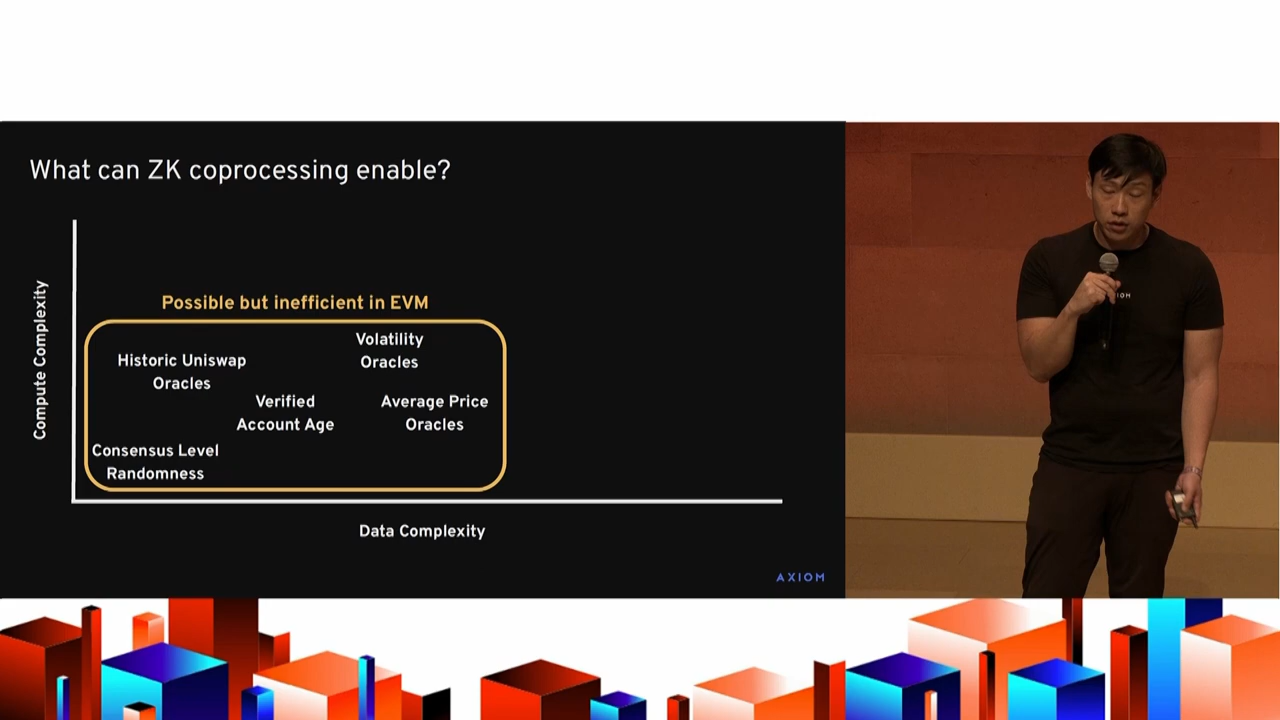 What can ZK coprocessing enable?
Compute Complexity
Possible but inefficient in EVM
Volatility
Oracles
Historic Uniswap
Oracles
Verified
Account Age
Average Price
Oracles
Consensus Level
Randomness
Data Complexity
AXIOM